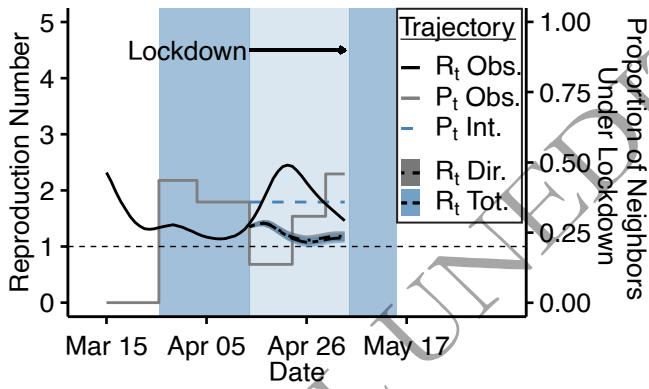 5
4
3
2
1
0
Reproduction Number
Lockdown
Trajectory
Rt Obs.
Pt Obs.
Pt Int.
Rt Dir.
Rt Tot.
1.00
0.75
0.50
0.25
0.00
Proportion of Neighbors
Under Lockdown
Mar 15
Apr 05
Apr 26
May 17
Date